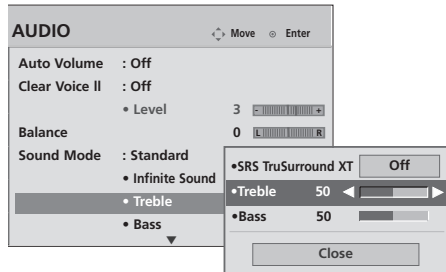 AUDIO Move Enter
Auto Volume : Off
Clear Voice ll : Off
• Level 3 - +
Balance 0 L R
Sound Mode : Standard
• Infinite Sound
• Treble
• Bass
•SRS TruSurround XT Off
•Treble 50
•Bass 50
Close